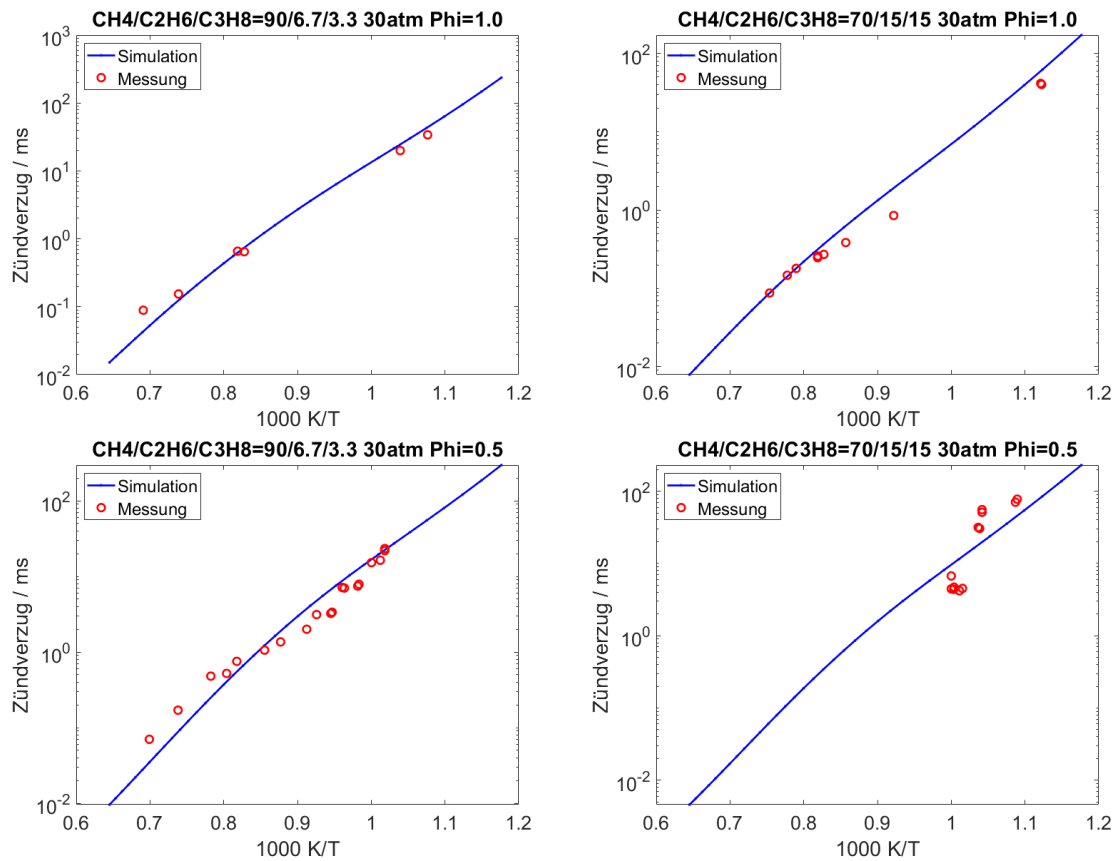 CH4/C2H6/C3H8=90/6.7/3.3 30atm Phi=1.0
10^3
10^2
10^1
10^0
10^-1
10^-2
Zündverzug / ms
Simulation
Messung
0.6 0.7 0.8 0.9 1 1.1 1.2
1000 K/T
CH4/C2H6/C3H8=70/15/15 30atm Phi=1.0
10^2
10^0
10^-2
Zündverzug / ms
Simulation
Messung
0.6 0.7 0.8 0.9 1 1.1 1.2
1000 K/T
CH4/C2H6/C3H8=90/6.7/3.3 30atm Phi=0.5
10^2
10^0
10^-2
Zündverzug / ms
Simulation
Messung
0.6 0.7 0.8 0.9 1 1.1 1.2
1000 K/T
CH4/C2H6/C3H8=70/15/15 30atm Phi=0.5
10^2
10^0
10^-2
Zündverzug / ms
Simulation
Messung
0.6 0.7 0.8 0.9 1 1.1 1.2
1000 K/T